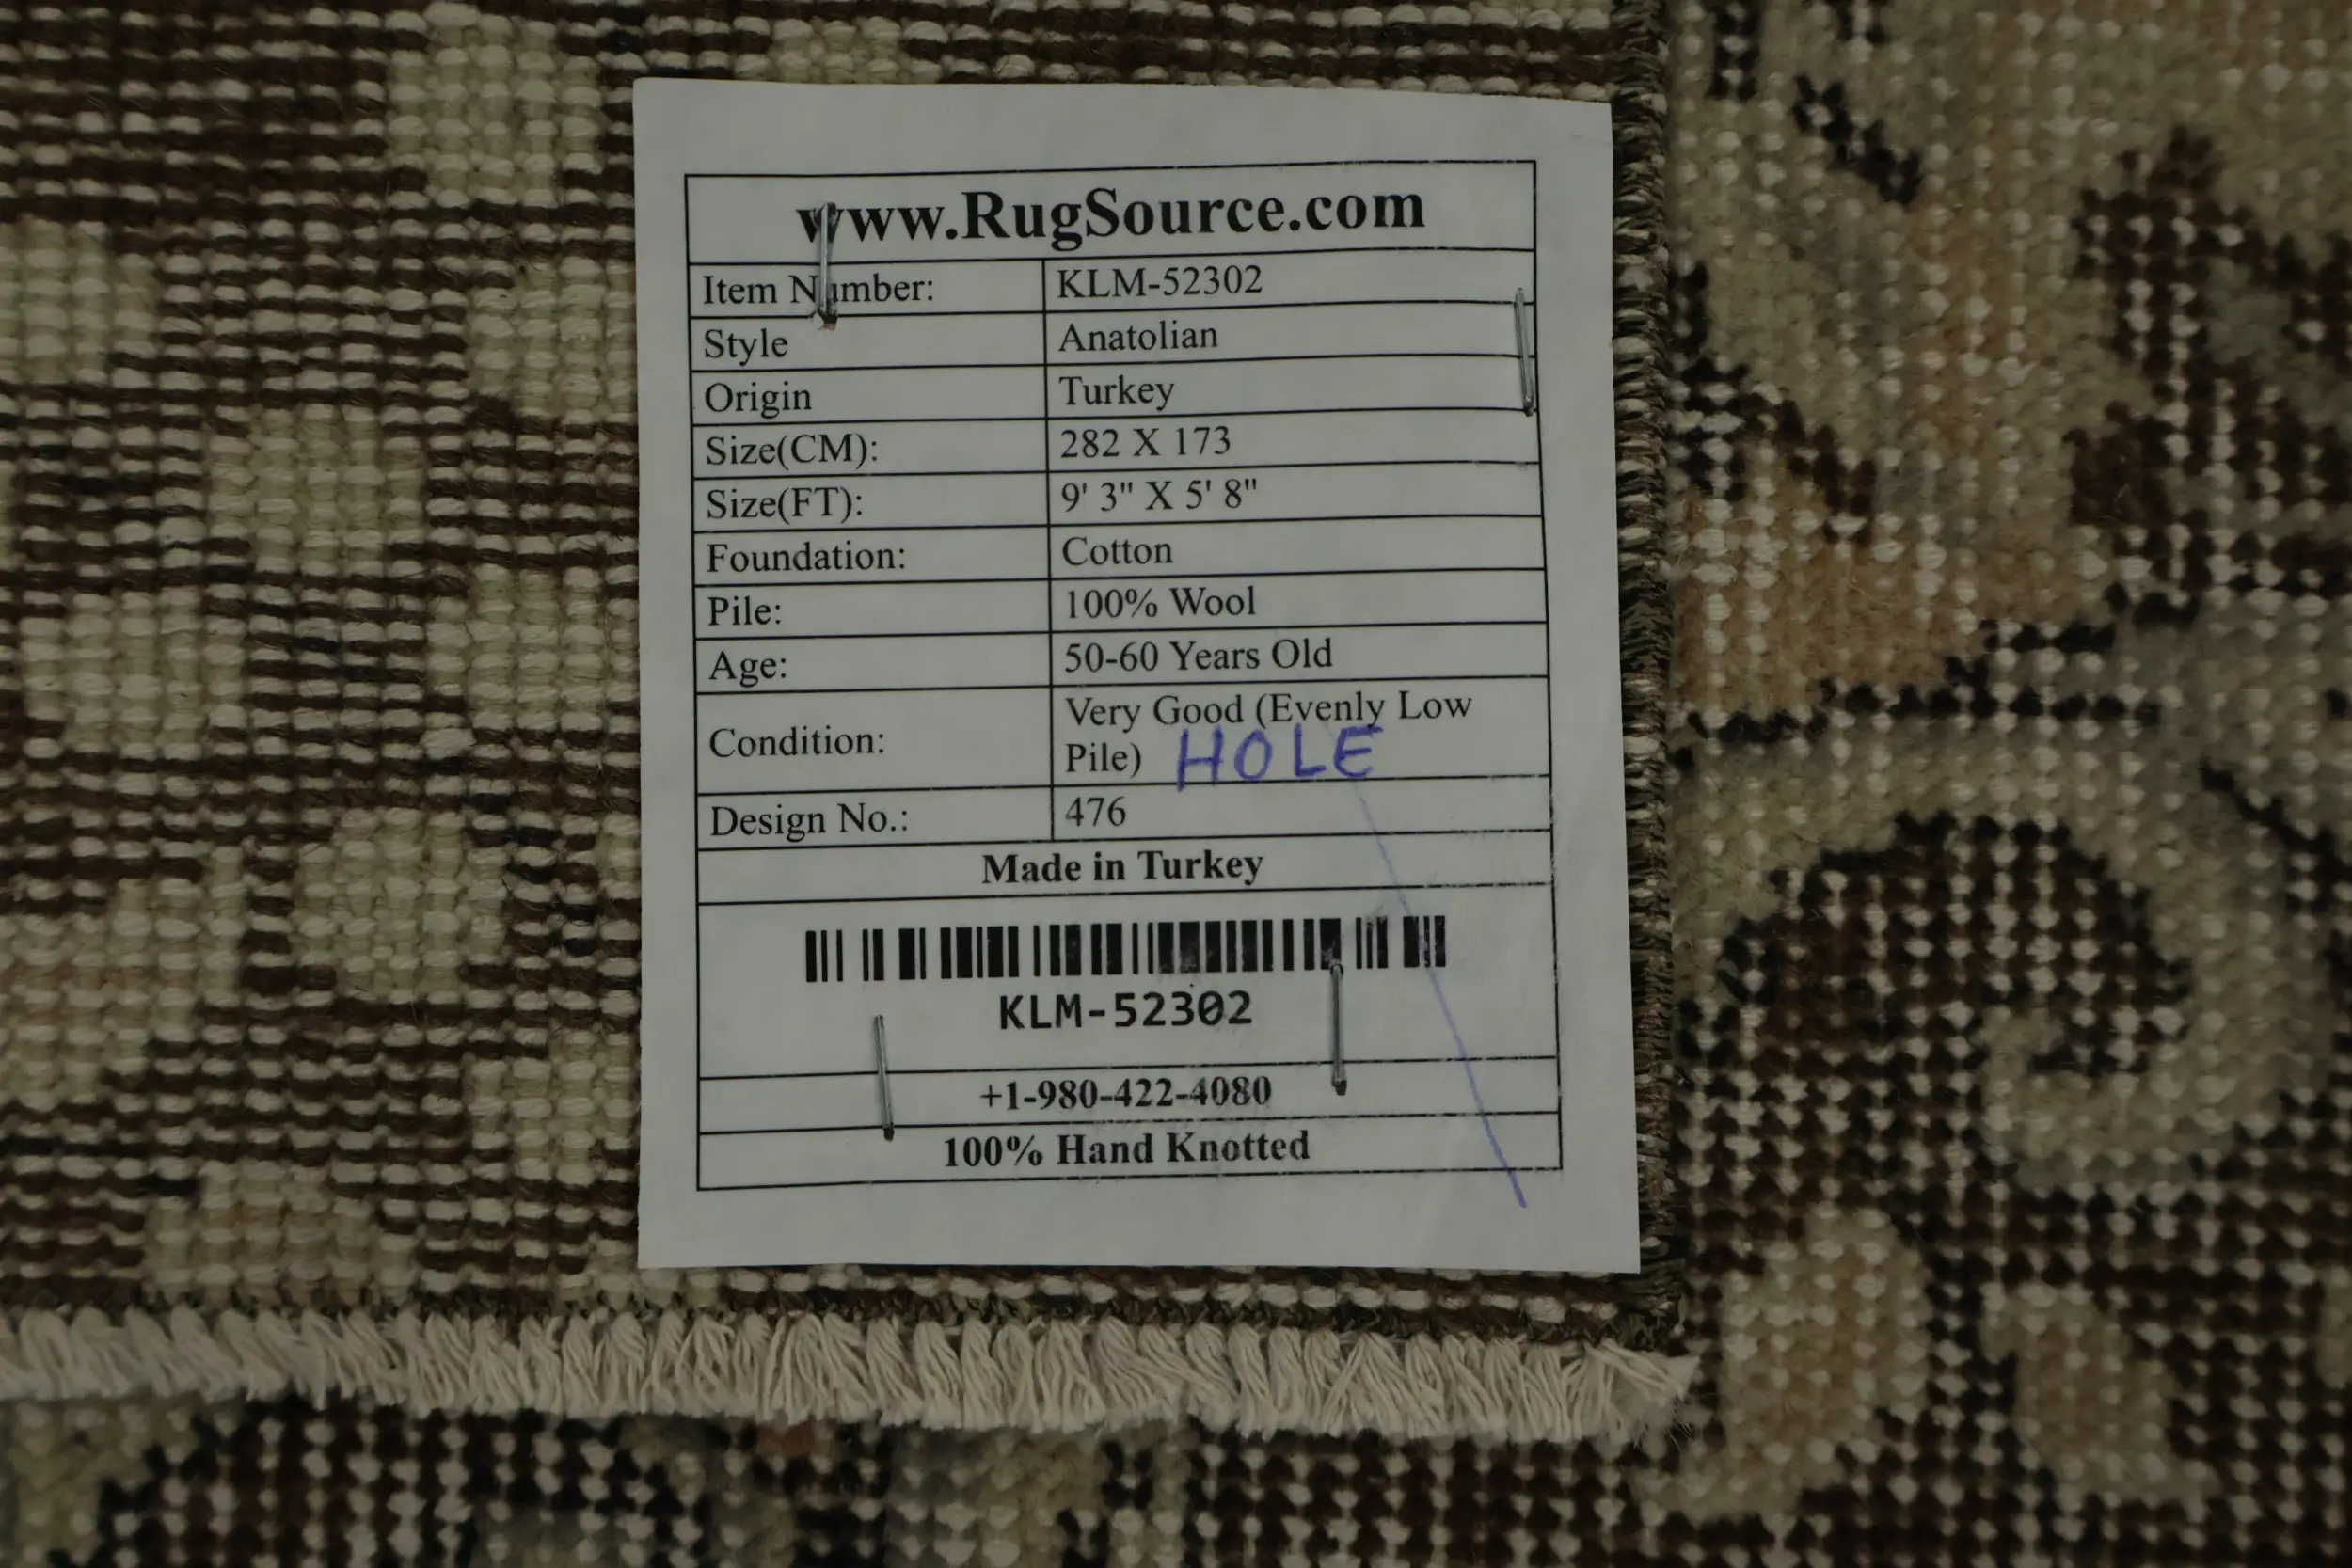 www.RugSource.com
Item Number: KLM-52302
Style Anatolian
Origin Turkey
Size(CM): 282 X 173
Size(FT): 9' 3" X 5' 8"
Foundation: Cotton
Pile: 100% Wool
Age: 50-60 Years Old
Condition: Very Good (Evenly Low
Pile) HOLE
Design No.: 476
Made in Turkey
KLM-52302
+1-980-422-4080
100% Hand Knotted